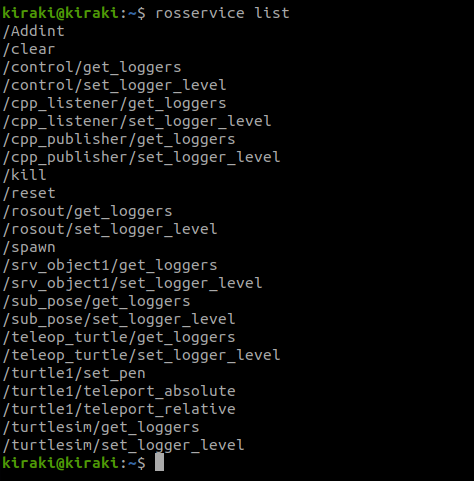 kiraki@kiraki:~$ rosservice list
/Addint
/clear
/control/get_loggers
/control/set_logger_level
/cpp_listener/get_loggers
/cpp_listener/set_logger_level
/cpp_publisher/get_loggers
/cpp_publisher/set_logger_level
/kill
/reset
/rosout/get_loggers
/rosout/set_logger_level
/spawn
/srv_object1/get_loggers
/srv_object1/set_logger_level
/sub_pose/get_loggers
/sub_pose/set_logger_level
/teleop_turtle/get_loggers
/teleop_turtle/set_logger_level
/turtle1/set_pen
/turtle1/teleport_absolute
/turtle1/teleport_relative
/turtlesim/get_loggers
/turtlesim/set_logger_level
kiraki@kiraki:~$